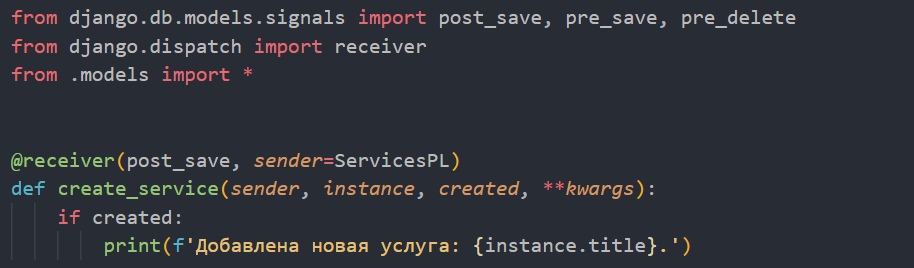 from django.db.models.signals import post_save, pre_save, pre_delete
from django.dispatch import receiver
from .models import *
@receiver(post_save, sender=ServicesPL)
def create_service(sender, instance, created, **kwargs):
if created:
print(f'Добавлена новая услуга: {instance.title}.')